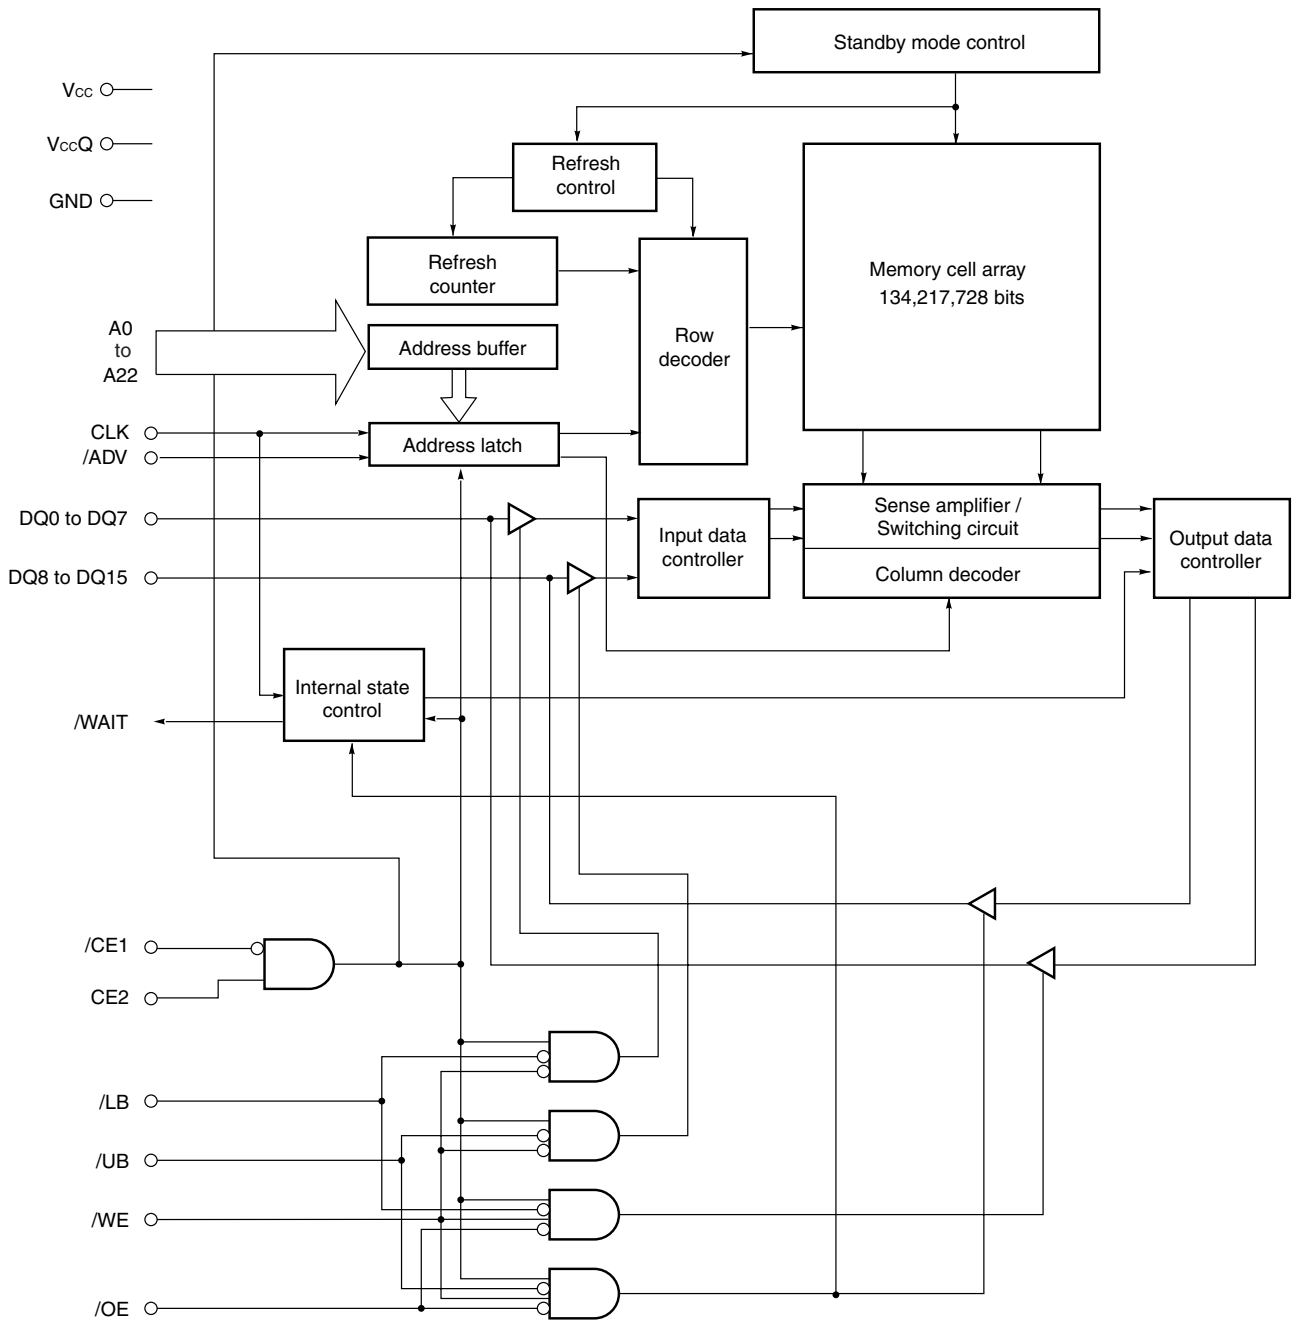 Standby mode control
VCC
VCCQ
GND
Refresh
control
Refresh
counter
Memory cell array
134,217,728 bits
A0
to
A22
Address buffer
Row
decoder
CLK
/ADV
Address latch
DQ0 to DQ7
DQ8 to DQ15
Input data
controller
Sense amplifier /
Switching circuit
Column decoder
Output data
controller
Internal state
control
/WAIT
/CE1
CE2
/LB
/UB
/WE
/OE